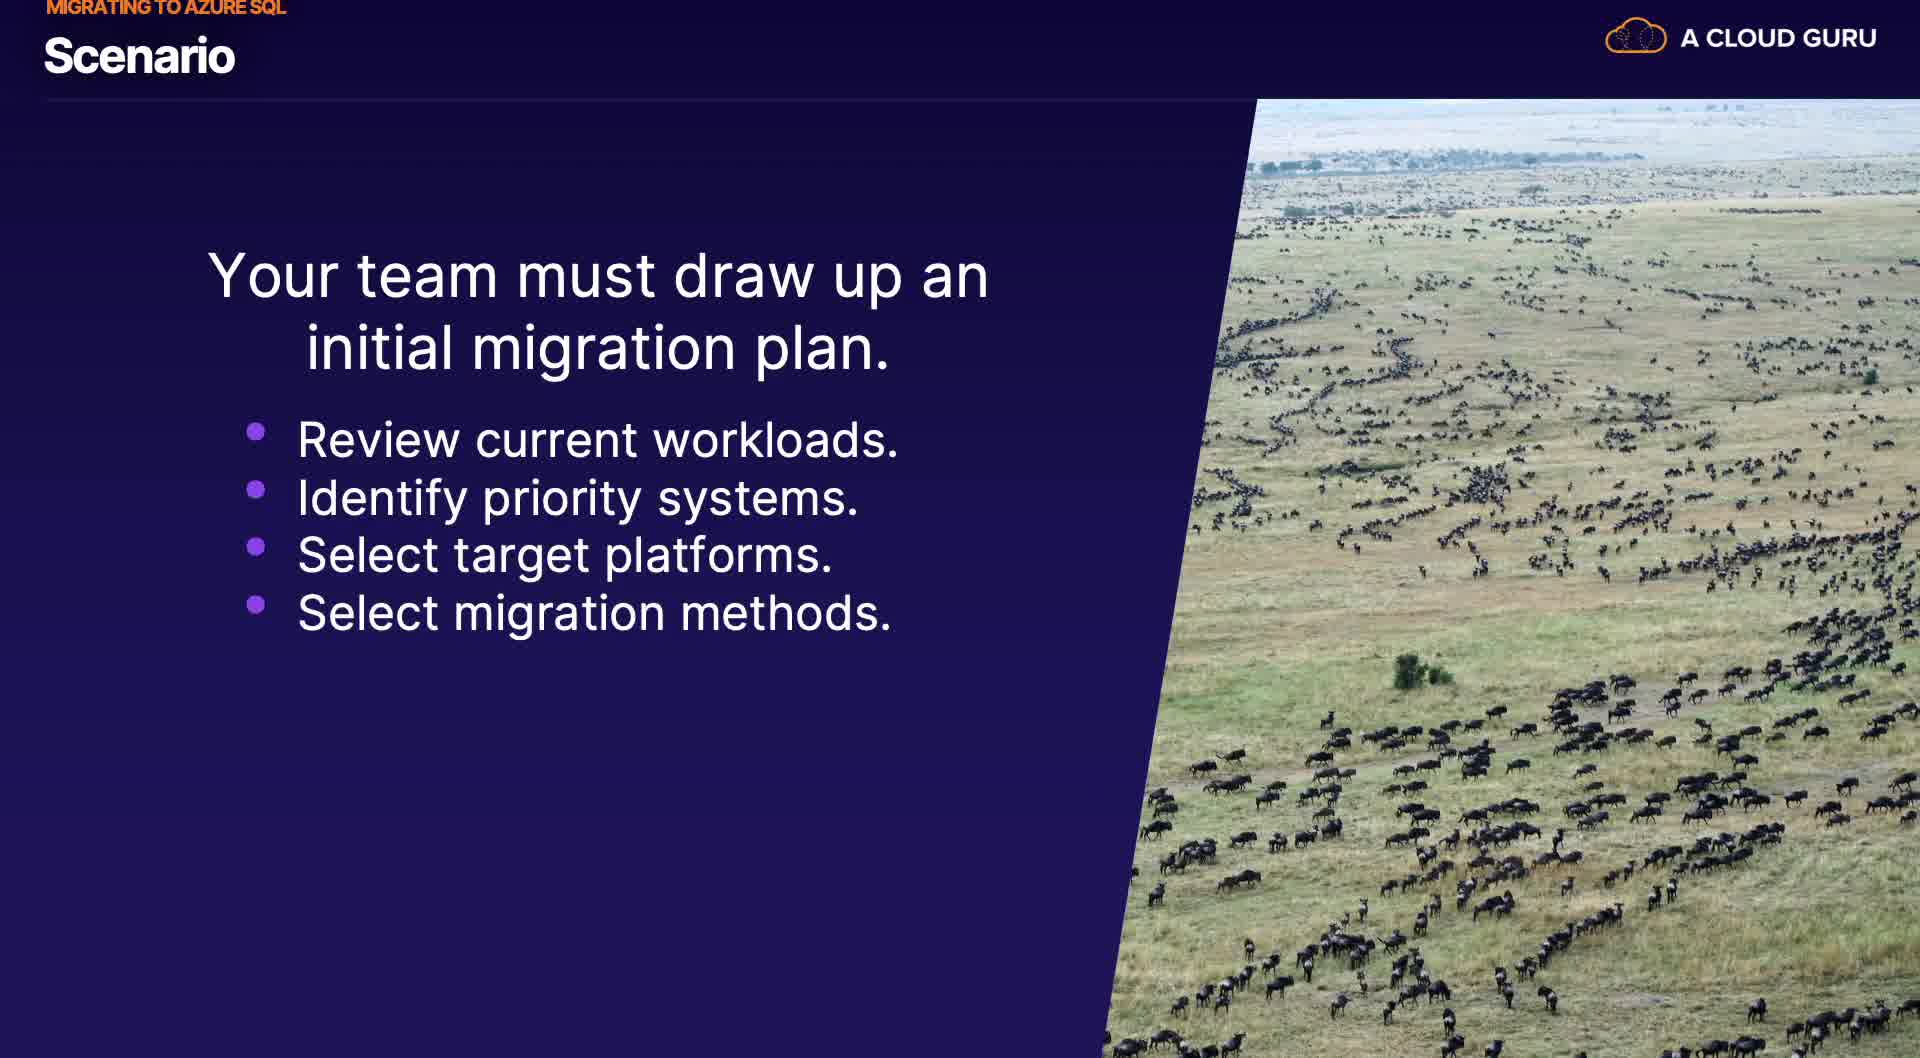 MIGRATING TO AZURE SQL
Scenario
A CLOUD GURU
Your team must draw up an
initial migration plan.
Review current workloads.
Identify priority systems.
Select target platforms.
Select migration methods.